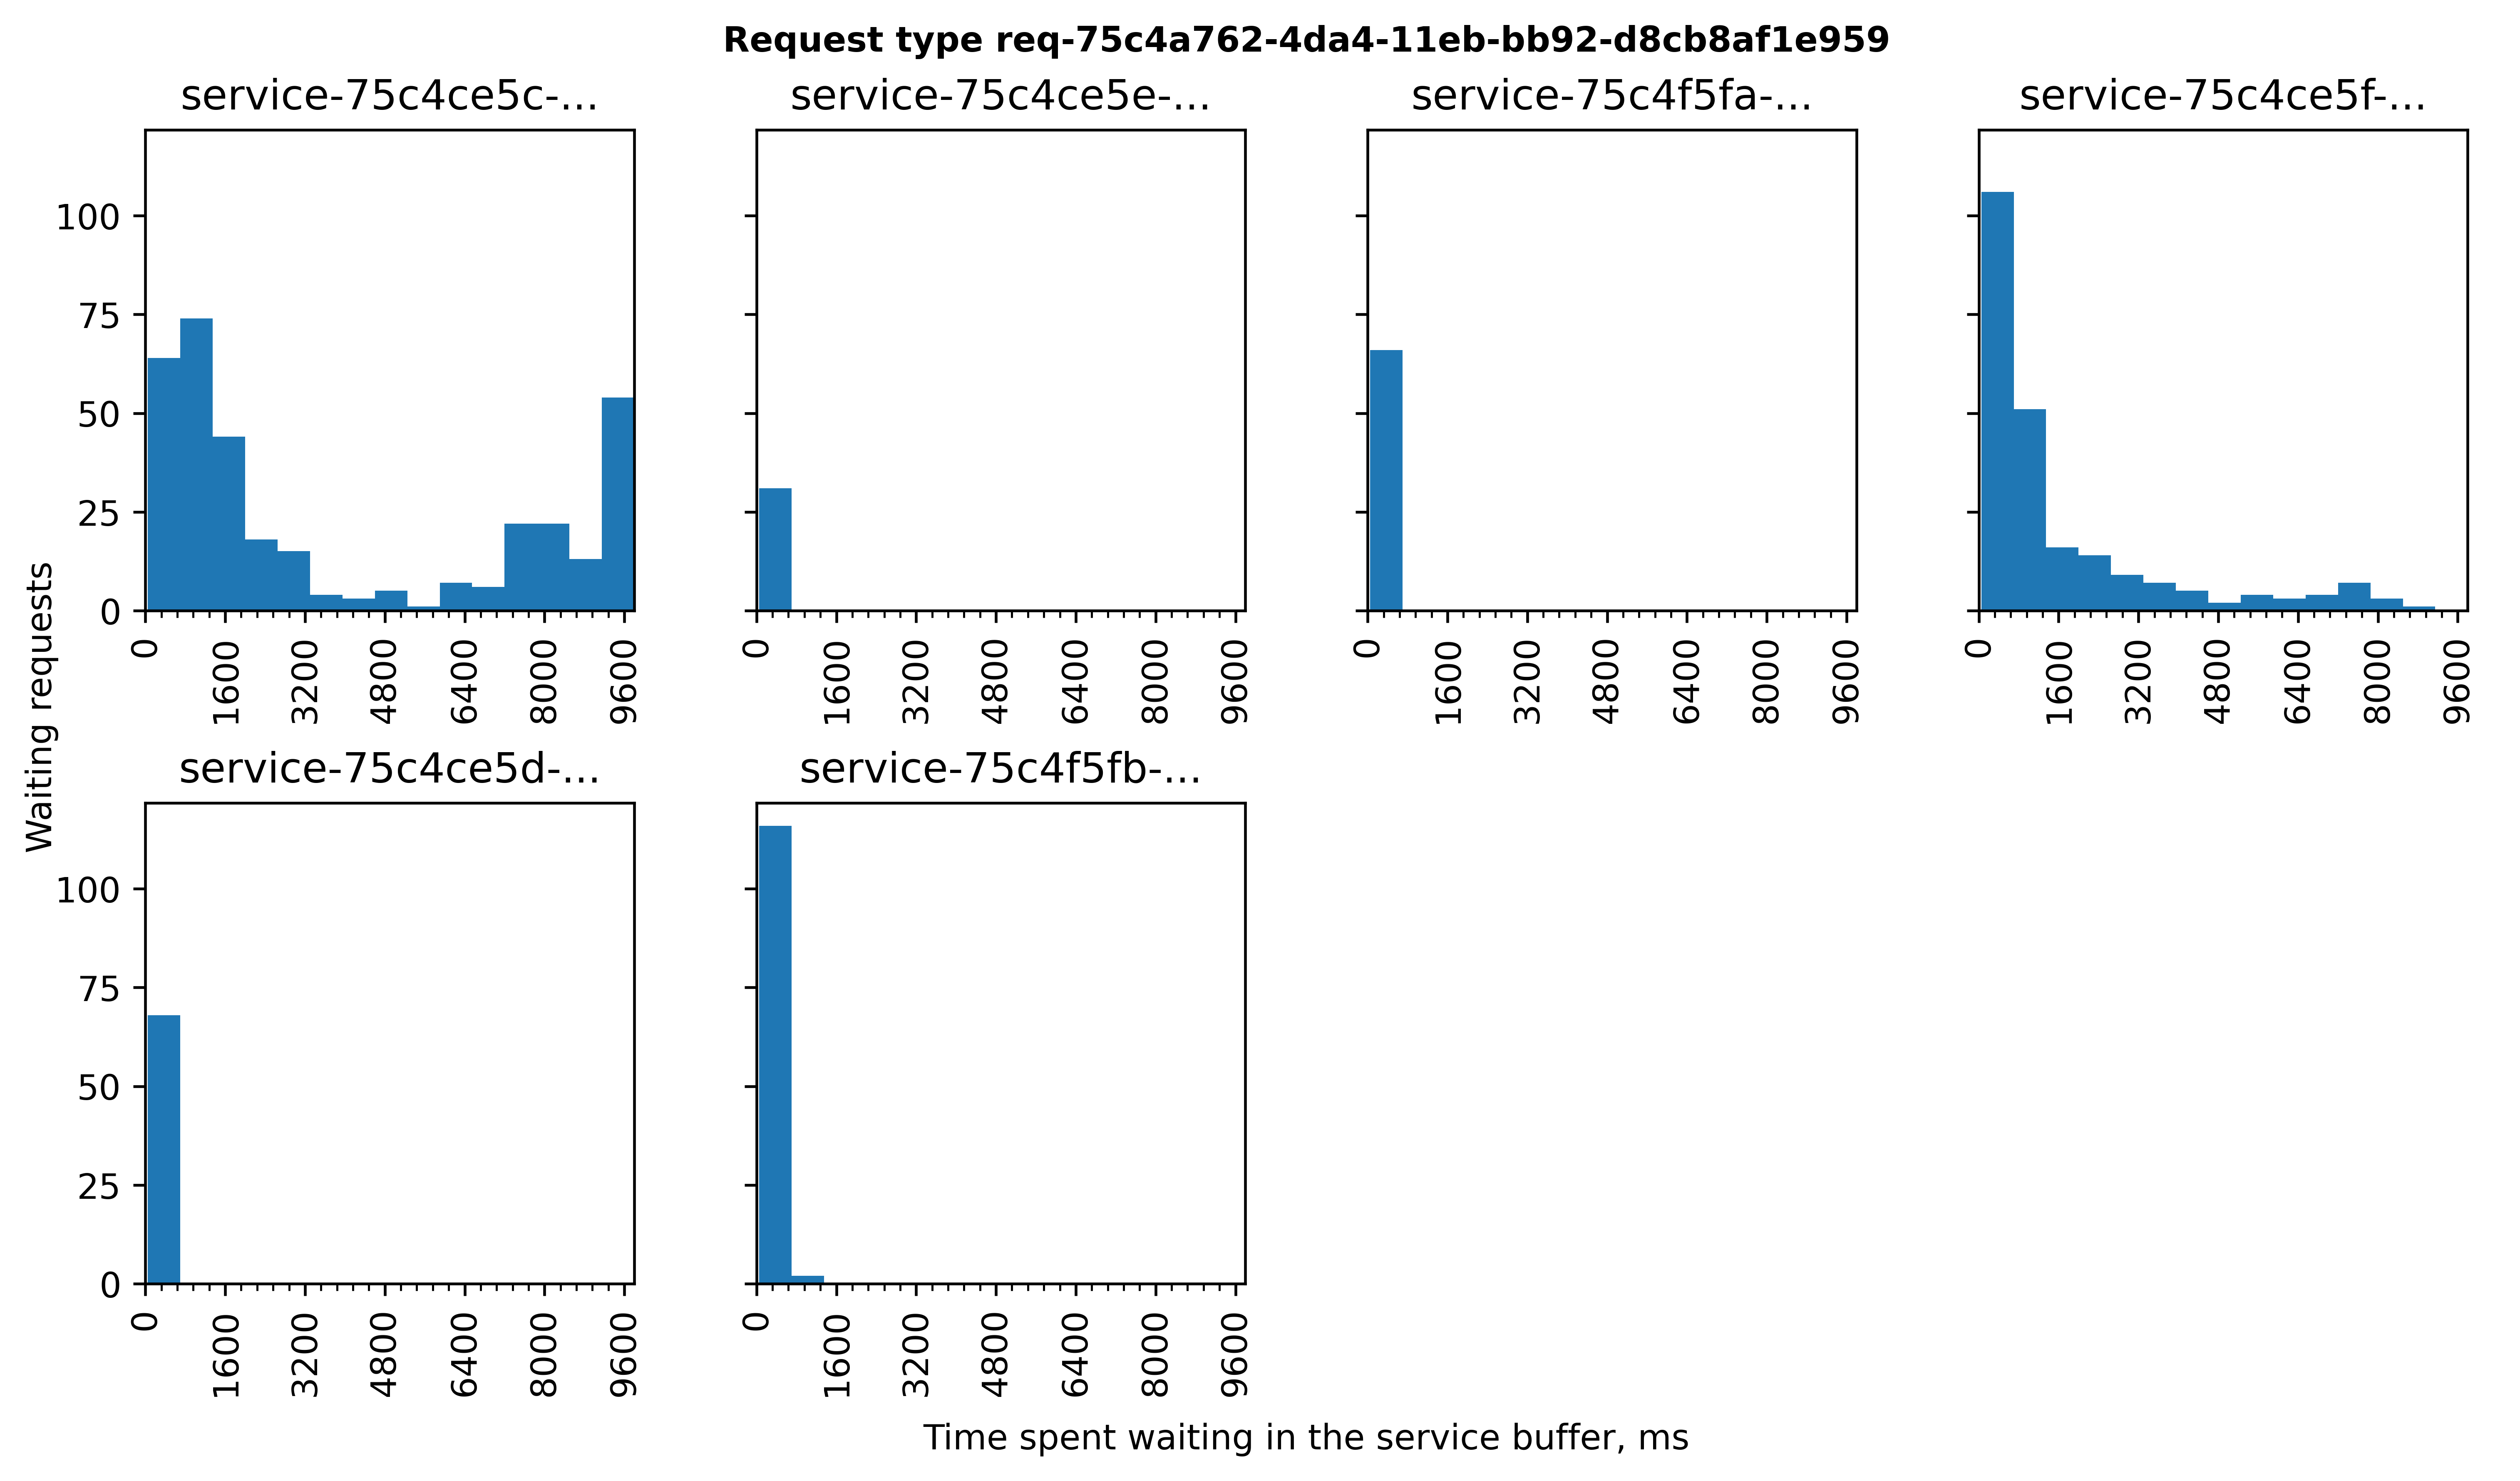 Request type req-75c4a762-4da4-11eb-bb92-d8cb8af1e959
service-75c4ce5c-...
service-75c4ce5e-...
service-75c4f5fa-...
service-75c4ce5f-...
100
75
50
25
0
0 1600 3200 4800 6400 8000 9600
0 1600 3200 4800 6400 8000 9600
0 1600 3200 4800 6400 8000 9600
0 1600 3200 4800 6400 8000 9600
Waiting requests
service-75c4ce5d-...
service-75c4f5fb-...
100
75
50
25
0
0 1600 3200 4800 6400 8000 9600
0 1600 3200 4800 6400 8000 9600
Time spent waiting in the service buffer, ms